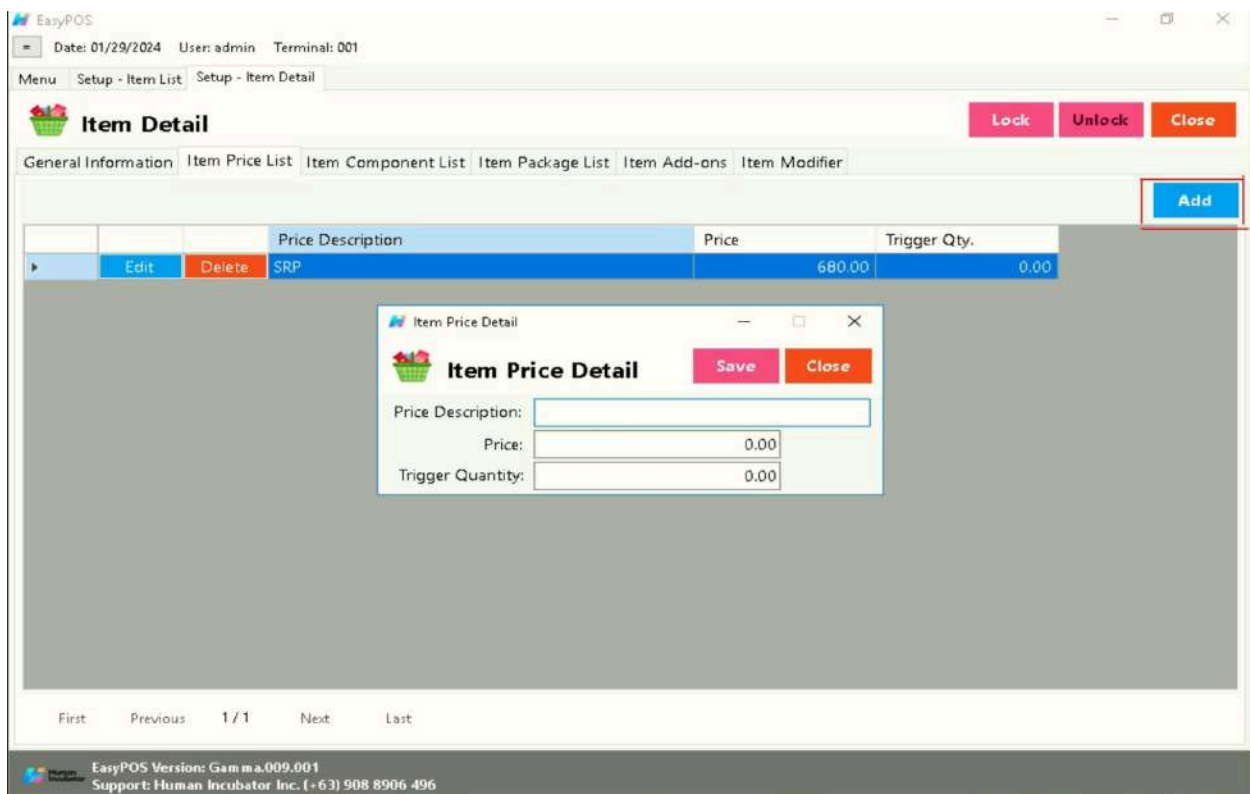 EasyPOS
= Date: 01/29/2024 User: admin Terminal: 001
Menu Setup - Item List Setup - Item Detail
Item Detail Lock Unlock Close
General Information Item Price List Item Component List Item Package List Item Add-ons Item Modifier
Add
Price Description Price Trigger Qty.
Edit Delete SRP 680.00 0.00
Item Price Detail
Item Price Detail Save Close
Price Description:
Price: 0.00
Trigger Quantity: 0.00
First Previous 1 / 1 Next Last
Human Incubator EasyPOS Version: Gamma.009.001
Support: Human Incubator Inc. (+63) 908 8906 496